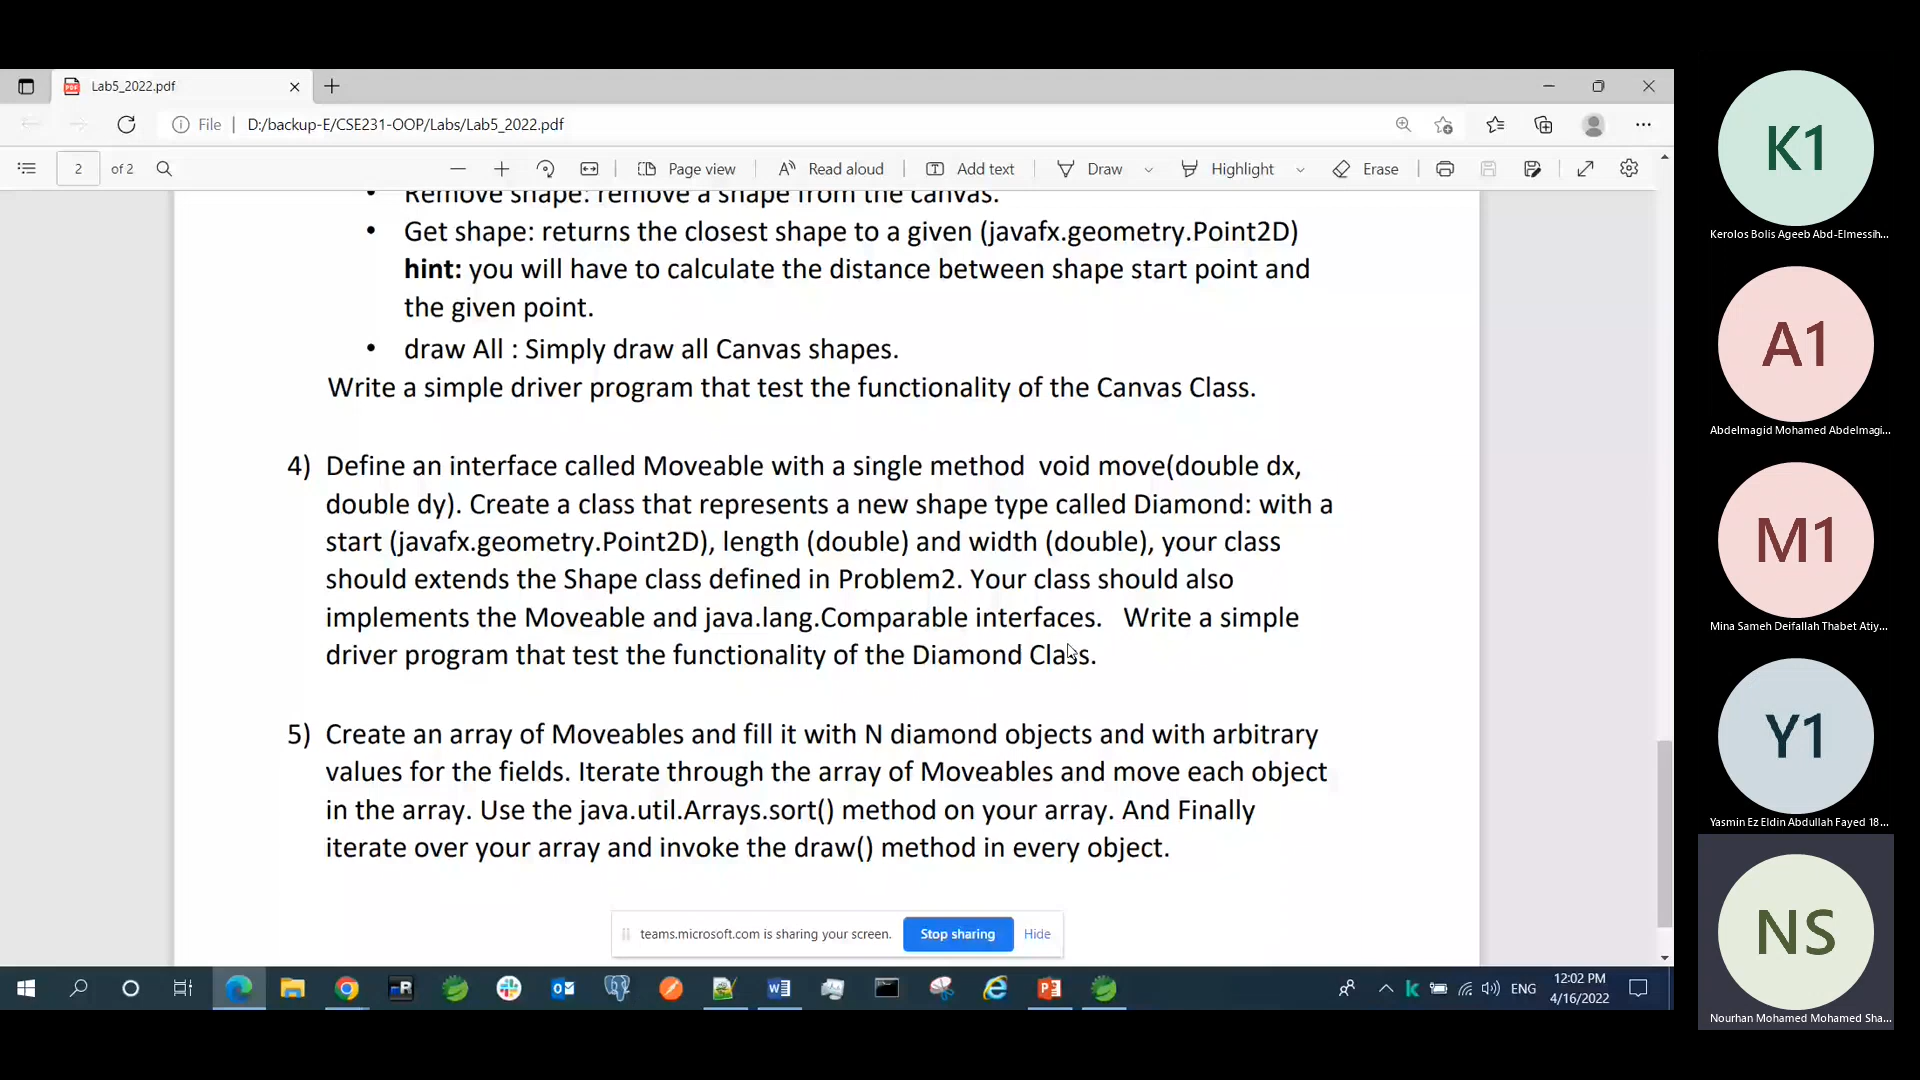 Lab5_2022.pdf
File
D:/backup-E/CSE231-OOP/Labs/Lab5_2022.pdf
2 of 2
Page view
Read aloud
Add text
Draw
Highlight
Erase
• Remove shape: remove a shape from the canvas.
• Get shape: returns the closest shape to a given (javafx.geometry.Point2D)
hint: you will have to calculate the distance between shape start point and
the given point.
• draw All : Simply draw all Canvas shapes.
Write a simple driver program that test the functionality of the Canvas Class.
4) Define an interface called Moveable with a single method void move(double dx,
double dy). Create a class that represents a new shape type called Diamond: with a
start (javafx.geometry.Point2D), length (double) and width (double), your class
should extends the Shape class defined in Problem2. Your class should also
implements the Moveable and java.lang.Comparable interfaces. Write a simple
driver program that test the functionality of the Diamond Class.
5) Create an array of Moveables and fill it with N diamond objects and with arbitrary
values for the fields. Iterate through the array of Moveables and move each object
in the array. Use the java.util.Arrays.sort() method on your array. And Finally
iterate over your array and invoke the draw() method in every object.
teams.microsoft.com is sharing your screen.
Stop sharing
Hide
ENG
12:02 PM
4/16/2022
K1
Kerolos Bolis Ageeb Abd-Elmessih...
A1
Abdelmagid Mohamed Abdelmagi...
M1
Mina Sameh Deifallah Thabet Atiy...
Y1
Yasmin Ez Eldin Abdullah Fayed 18...
NS
Nourhan Mohamed Mohamed Sha...